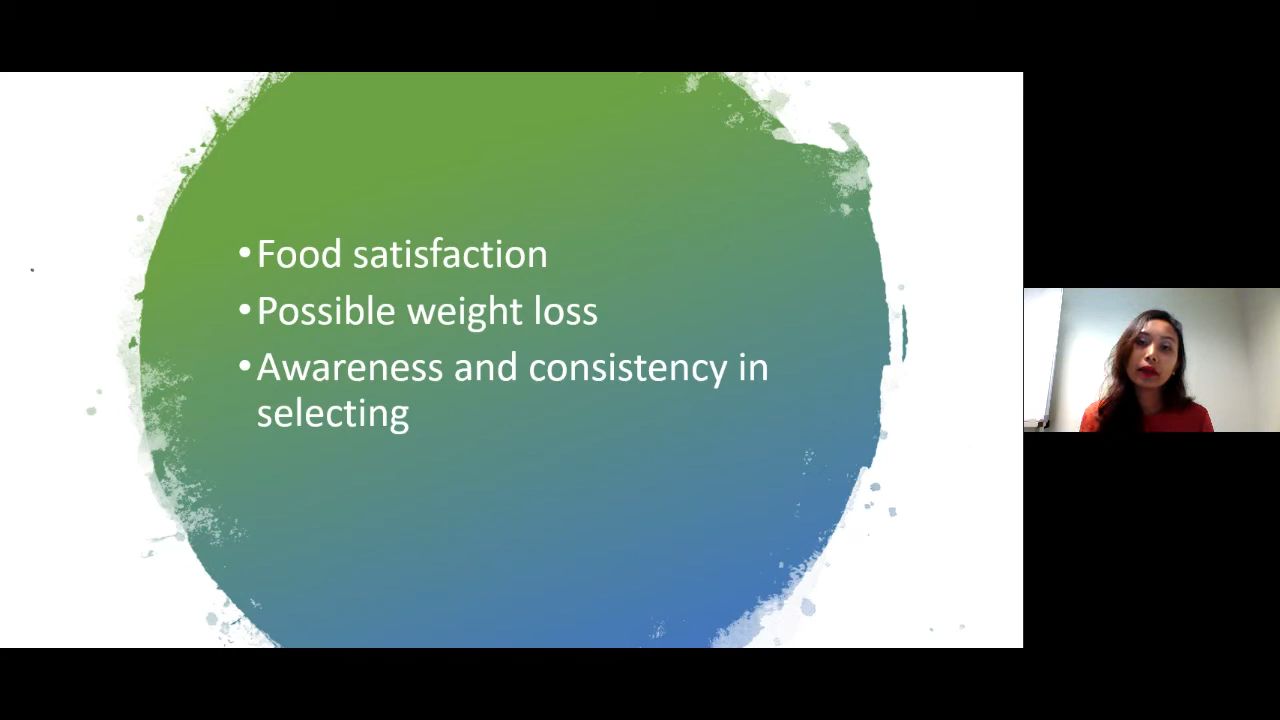 •Food satisfaction
•Possible weight loss
•Awareness and consistency in
selecting